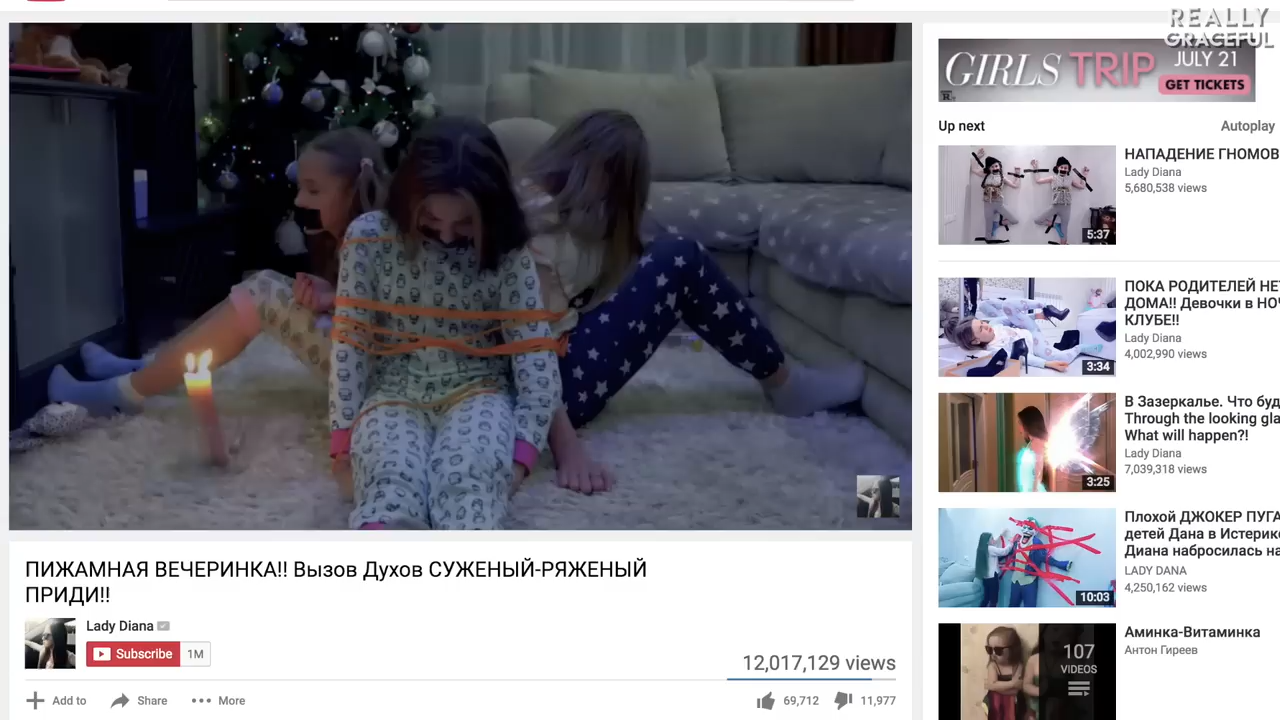 REALLY
GRACEFUL
GIRLS TRIP
JULY 21
GET TICKETS
Up next
Autoplay
НАПАДЕНИЕ ГНОМОВ
Lady Diana
5,680,538 views
5:37
ПОКА РОДИТЕЛЕЙ НЕТ
ДОМА!! Девочки в НОЧ
КЛУБЕ!!
Lady Diana
4,002,990 views
3:34
В Зазеркалье. Что буд
Through the looking gla
What will happen?!
Lady Diana
7,039,318 views
3:25
Плохой ДЖОКЕР ПУГА
детей Дана в Истерике
Диана набросилась на
LADY DANA
4,250,162 views
10:03
Аминка-Витаминка
Антон Гиреев
107
VIDEOS
ПИЖАМНАЯ ВЕЧЕРИНКА!! Вызов Духов СУЖЕНЫЙ-РЯЖЕНЫЙ
ПРИДИ!!
Lady Diana
Subscribe 1M
12,017,129 views
Add to Share More
69,712 11,977